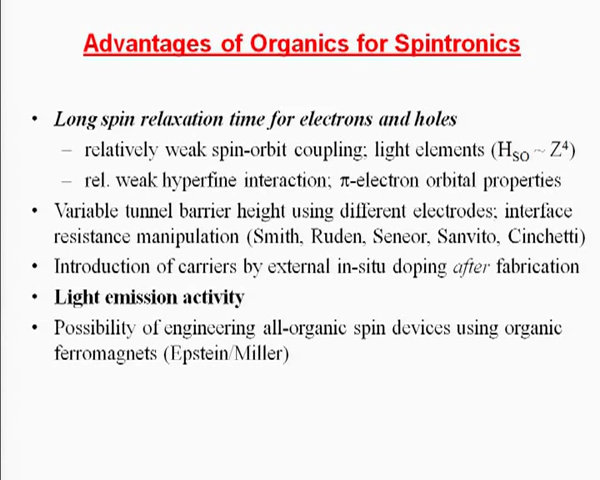 Advantages of Organics for Spintronics
• Long spin relaxation time for electrons and holes
– relatively weak spin-orbit coupling; light elements (H_SO ~ Z⁴)
– rel. weak hyperfine interaction; π-electron orbital properties
• Variable tunnel barrier height using different electrodes; interface
resistance manipulation (Smith, Ruden, Seneor, Sanvito, Cinchetti)
• Introduction of carriers by external in-situ doping after fabrication
• Light emission activity
• Possibility of engineering all-organic spin devices using organic
ferromagnets (Epstein/Miller)